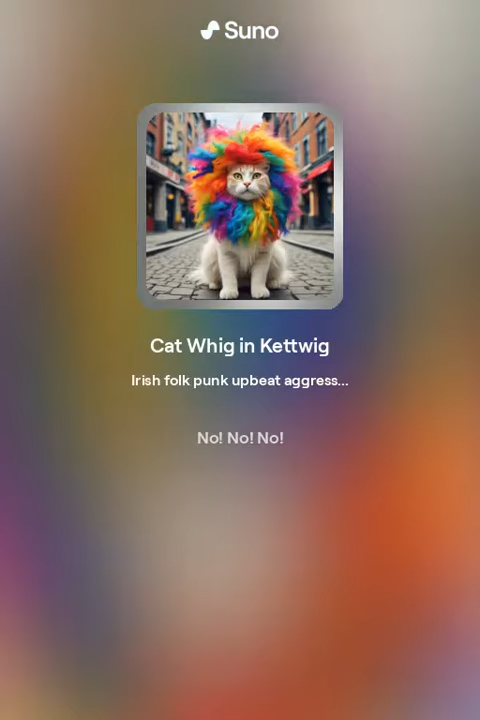 Suno
Cat Whig in Kettwig
Irish folk punk upbeat aggress...
No! No! No!